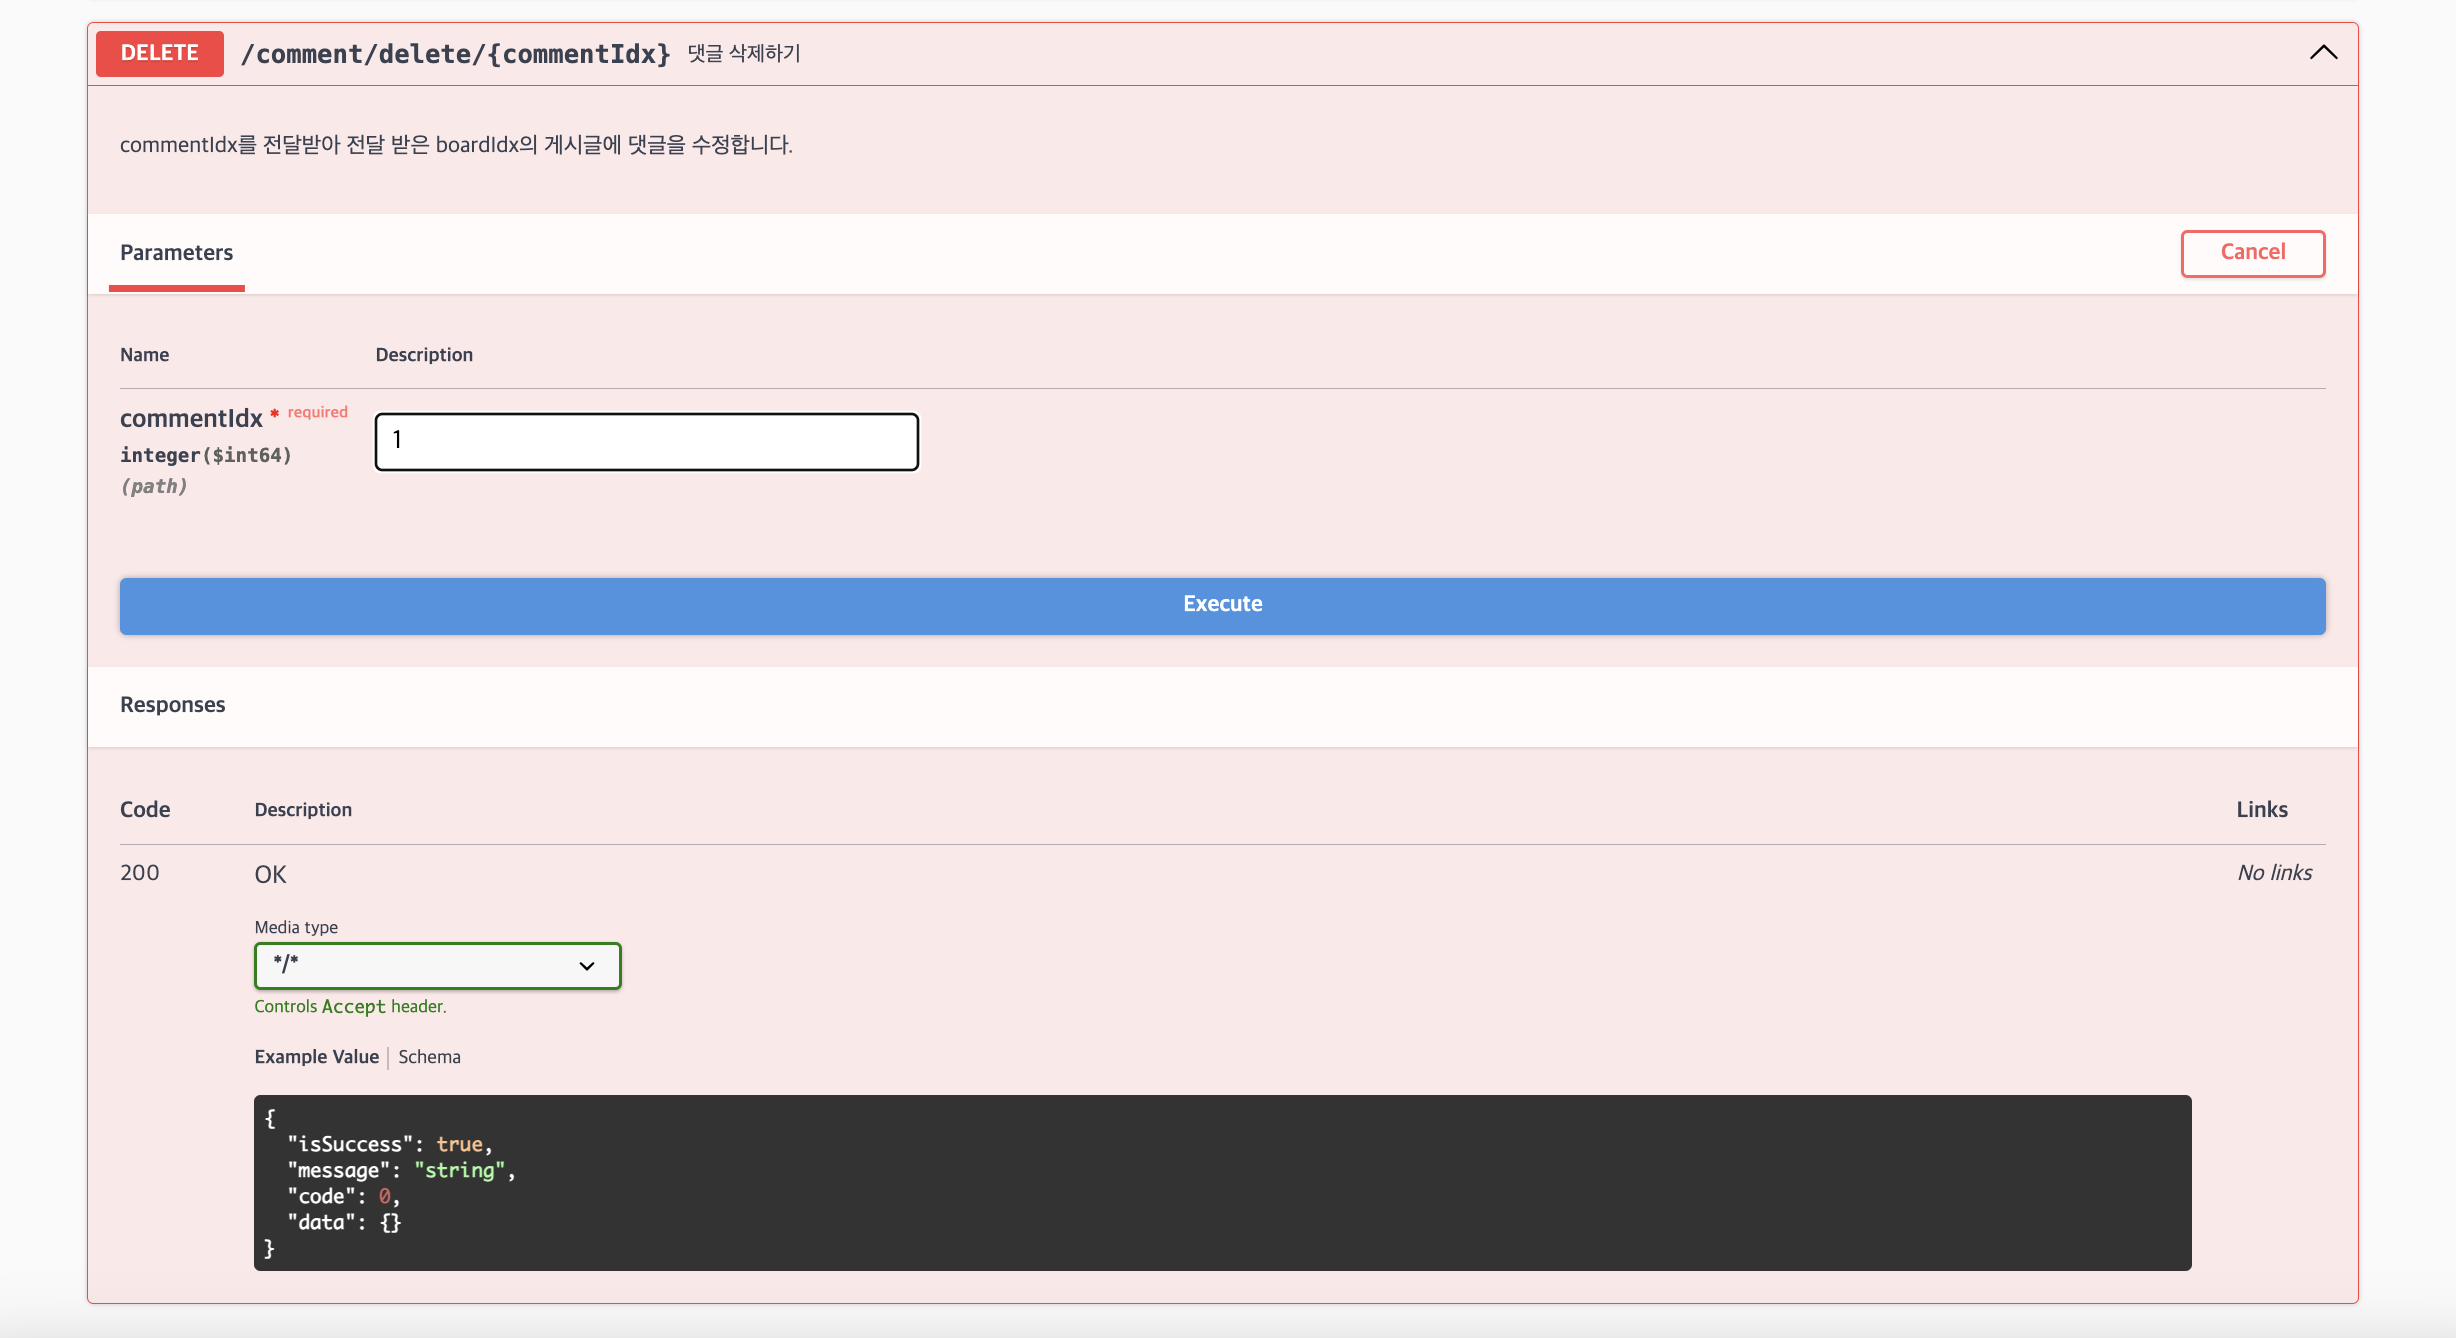 DELETE /comment/delete/{commentIdx} 댓글 삭제하기
commentIdx를 전달받아 전달 받은 boardIdx의 게시글에 댓글을 수정합니다.
Parameters
Cancel
Name Description
commentIdx * required
integer($int64)
(path)
1
Execute
Responses
Code Description Links
200 OK No links
Media type
*/*
Controls Accept header.
Example Value Schema
{
"isSuccess": true,
"message": "string",
"code": 0,
"data": {}
}